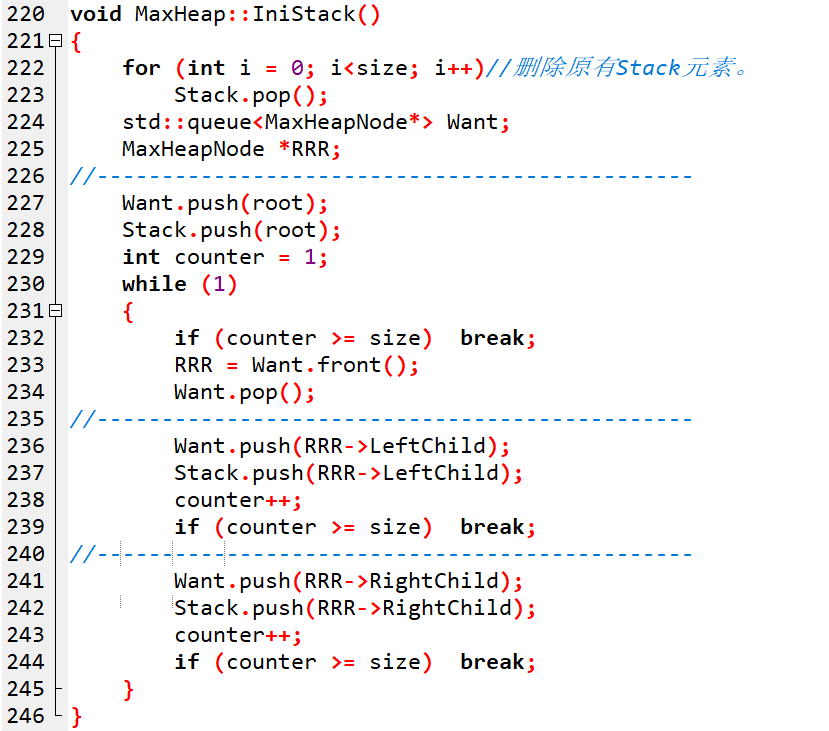 220 void MaxHeap::IniStack()
221 {
222     for (int i = 0; i<size; i++)//删除原有Stack元素。
223         Stack.pop();
224     std::queue<MaxHeapNode*> Want;
225     MaxHeapNode *RRR;
226 //----------------------------------------------
227     Want.push(root);
228     Stack.push(root);
229     int counter = 1;
230     while (1)
231     {
232         if (counter >= size)  break;
233         RRR = Want.front();
234         Want.pop();
235 //----------------------------------------------
236         Want.push(RRR->LeftChild);
237         Stack.push(RRR->LeftChild);
238         counter++;
239         if (counter >= size)  break;
240 //----------------------------------------------
241         Want.push(RRR->RightChild);
242         Stack.push(RRR->RightChild);
243         counter++;
244         if (counter >= size)  break;
245     }
246 }